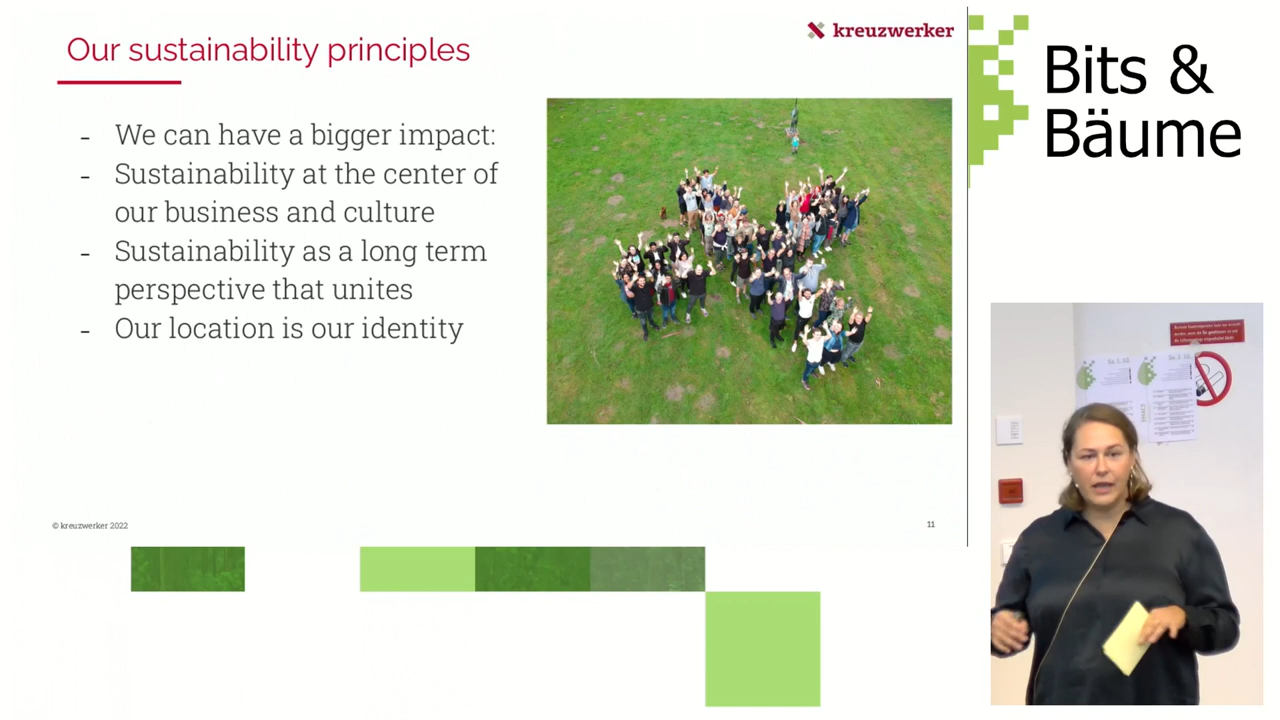 Our sustainability principles
kreuzwerker
- We can have a bigger impact:
- Sustainability at the center of
our business and culture
- Sustainability as a long term
perspective that unites
- Our location is our identity
© kreuzwerker 2022
11
Bits &
Bäume